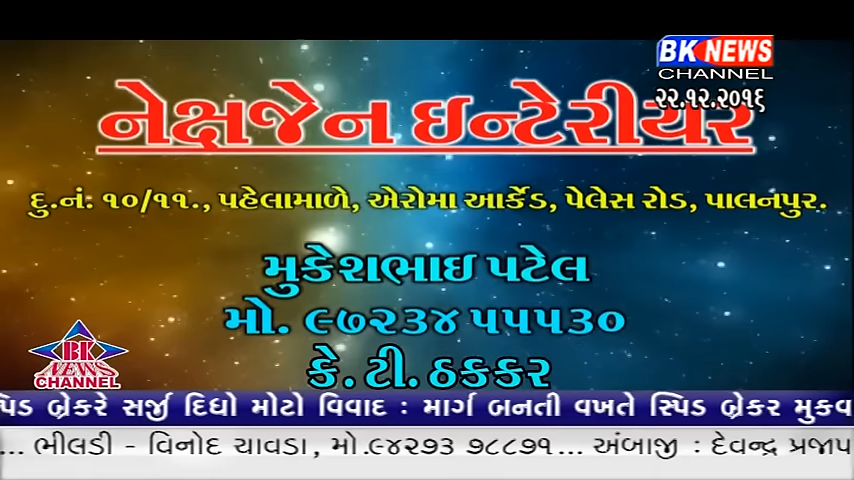 BK NEWS
CHANNEL
૨૨.૧૨.૨૦૧૬
નેક્ષજેન ઇન્ટેરીયર
દુ.નં. ૧૦/૧૧., પહેલામાળે, એરોમા આર્કેડ, પેલેસ રોડ, પાલનપુર.
મુકેશભાઇ પટેલ
મો. ૯૭૨૩૪ ૫૫૫૩૦
કે. ટી. ઠક્કર
BK
NEWS
CHANNEL
સ્પિડ બ્રેકરે સર્જી દિધો મોટો વિવાદ : માર્ગ બનતી વખતે સ્પિડ બ્રેકર મુકવ
... ભીલડી - વિનોદ ચાવડા, મો.૯૪૨૭૩ ૭૮૮૭૧... અંબાજી : દેવેન્દ્ર પ્રજાપ